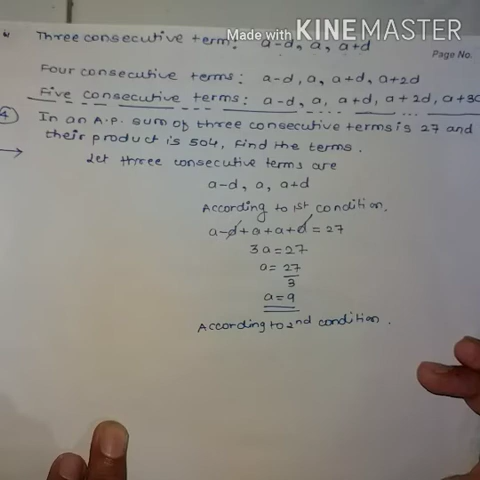 Made with KINEMASTER
Three consecutive term: a-d, a, a+d
Page No.
Four consecutive terms: a-d, a, a+d, a+2d
Five consecutive terms: a-d, a, a+d, a+2d, a+3d
4 In an A.P. sum of three consecutive terms is 27 and
their product is 504, find the terms.
→ Let three consecutive terms are
a-d, a, a+d
According to 1st condition,
a-d+a+a+d=27
3a=27
a=27/3
a=9
According to 2nd condition.